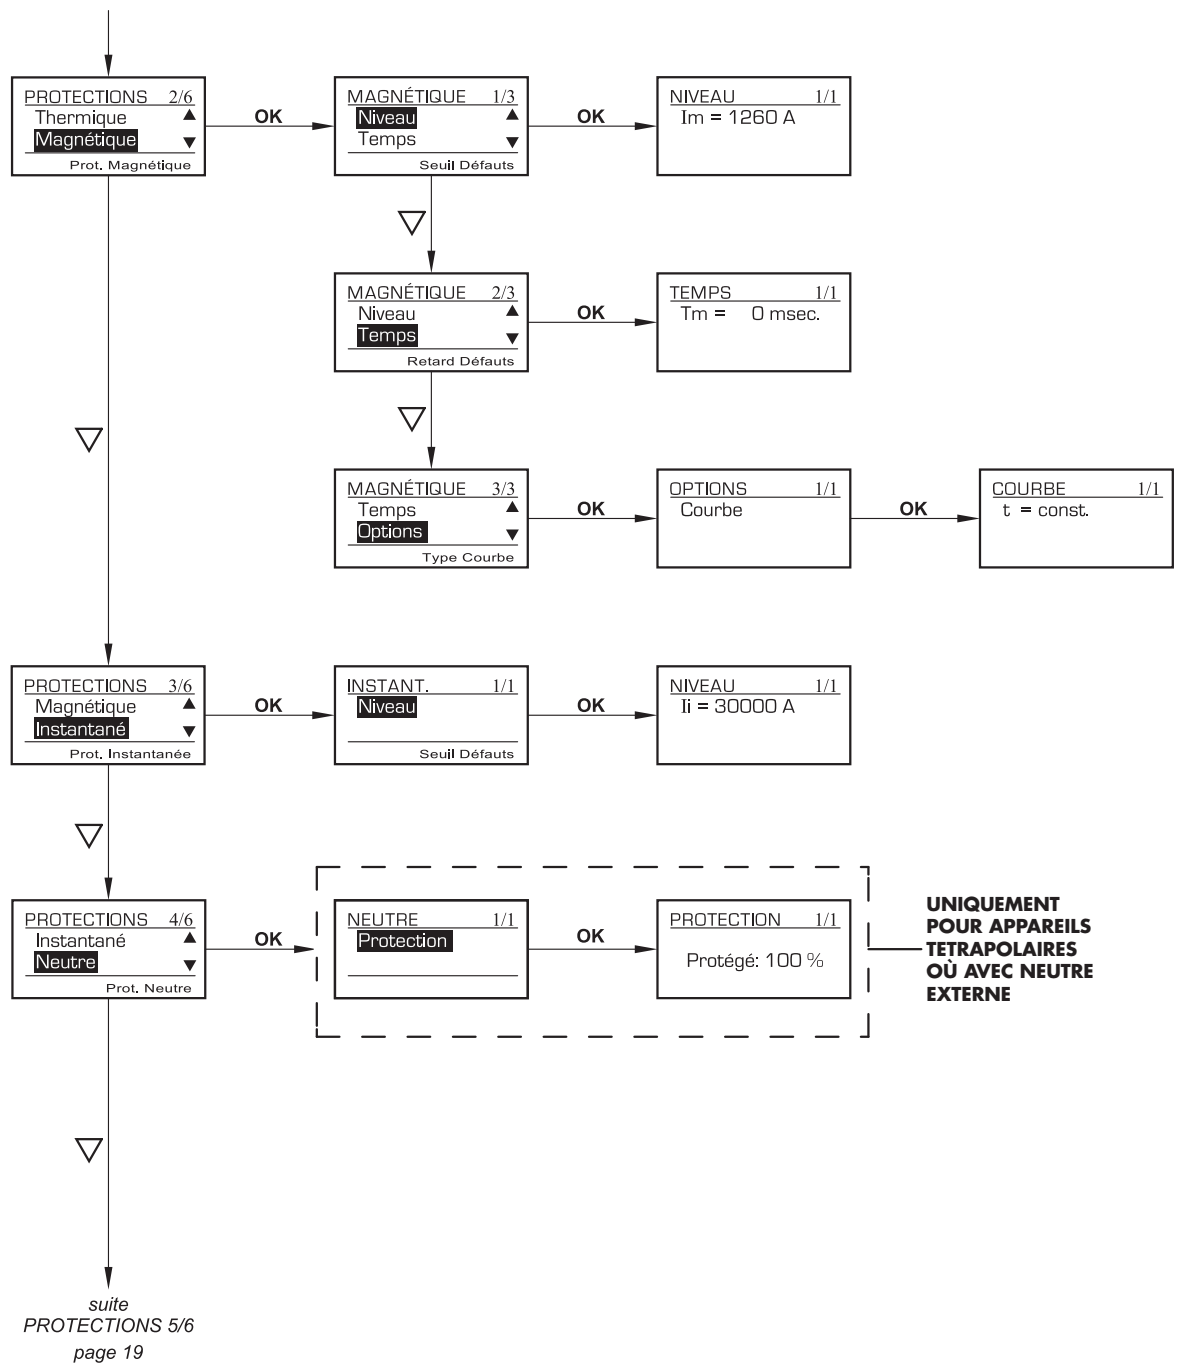 PROTECTIONS 2/6
Thermique
Magnétique
Prot. Magnétique
OK
MAGNÉTIQUE 1/3
Niveau
Temps
Seuil Défauts
OK
NIVEAU 1/1
Im = 1260 A
MAGNÉTIQUE 2/3
Niveau
Temps
Retard Défauts
OK
TEMPS 1/1
Tm = 0 msec.
MAGNÉTIQUE 3/3
Temps
Options
Type Courbe
OK
OPTIONS 1/1
Courbe
OK
COURBE 1/1
t = const.
PROTECTIONS 3/6
Magnétique
Instantané
Prot. Instantanée
OK
INSTANT. 1/1
Niveau
Seuil Défauts
OK
NIVEAU 1/1
Ii = 30000 A
PROTECTIONS 4/6
Instantané
Neutre
Prot. Neutre
OK
NEUTRE 1/1
Protection
OK
PROTECTION 1/1
Protégé: 100 %
UNIQUEMENT
POUR APPAREILS
TETRAPOLAIRES
OÙ AVEC NEUTRE
EXTERNE
suite
PROTECTIONS 5/6
page 19